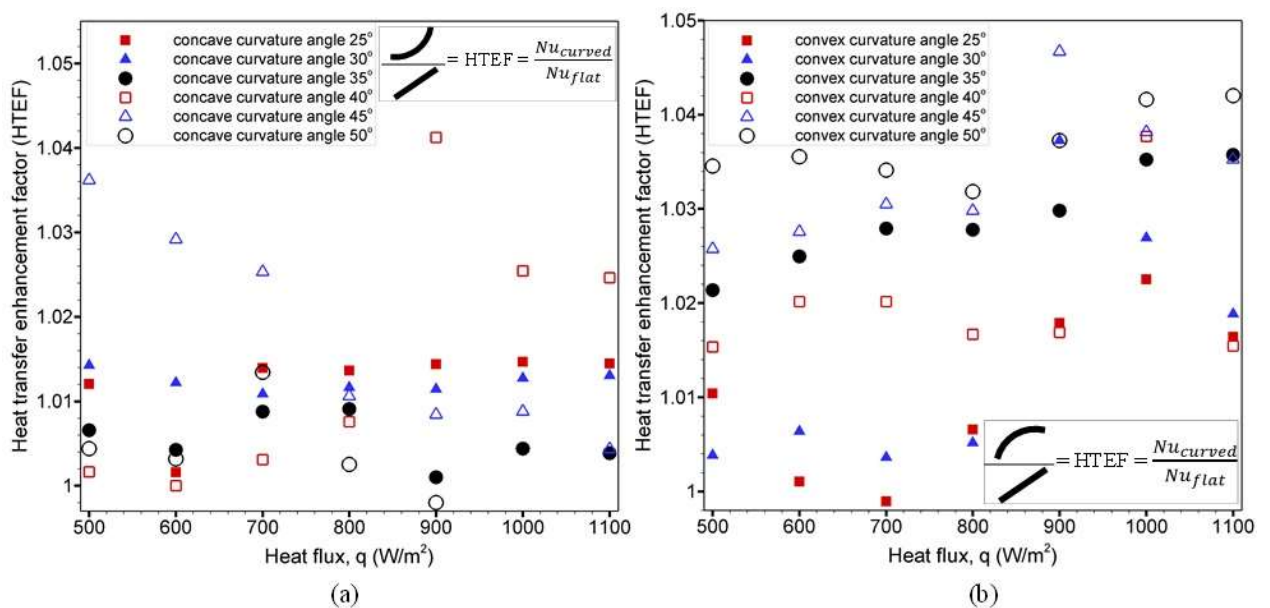 Heat transfer enhancement factor (HTEF)
1.05
1.04
1.03
1.02
1.01
1
concave curvature angle 25°
concave curvature angle 30°
concave curvature angle 35°
concave curvature angle 40°
concave curvature angle 45°
concave curvature angle 50°
= HTEF = Nu_curved / Nu_flat
500 600 700 800 900 1000 1100
Heat flux, q (W/m²)
(a)
Heat transfer enhancement factor (HTEF)
1.05
1.04
1.03
1.02
1.01
1
convex curvature angle 25°
convex curvature angle 30°
convex curvature angle 35°
convex curvature angle 40°
convex curvature angle 45°
convex curvature angle 50°
= HTEF = Nu_curved / Nu_flat
500 600 700 800 900 1000 1100
Heat flux, q (W/m²)
(b)